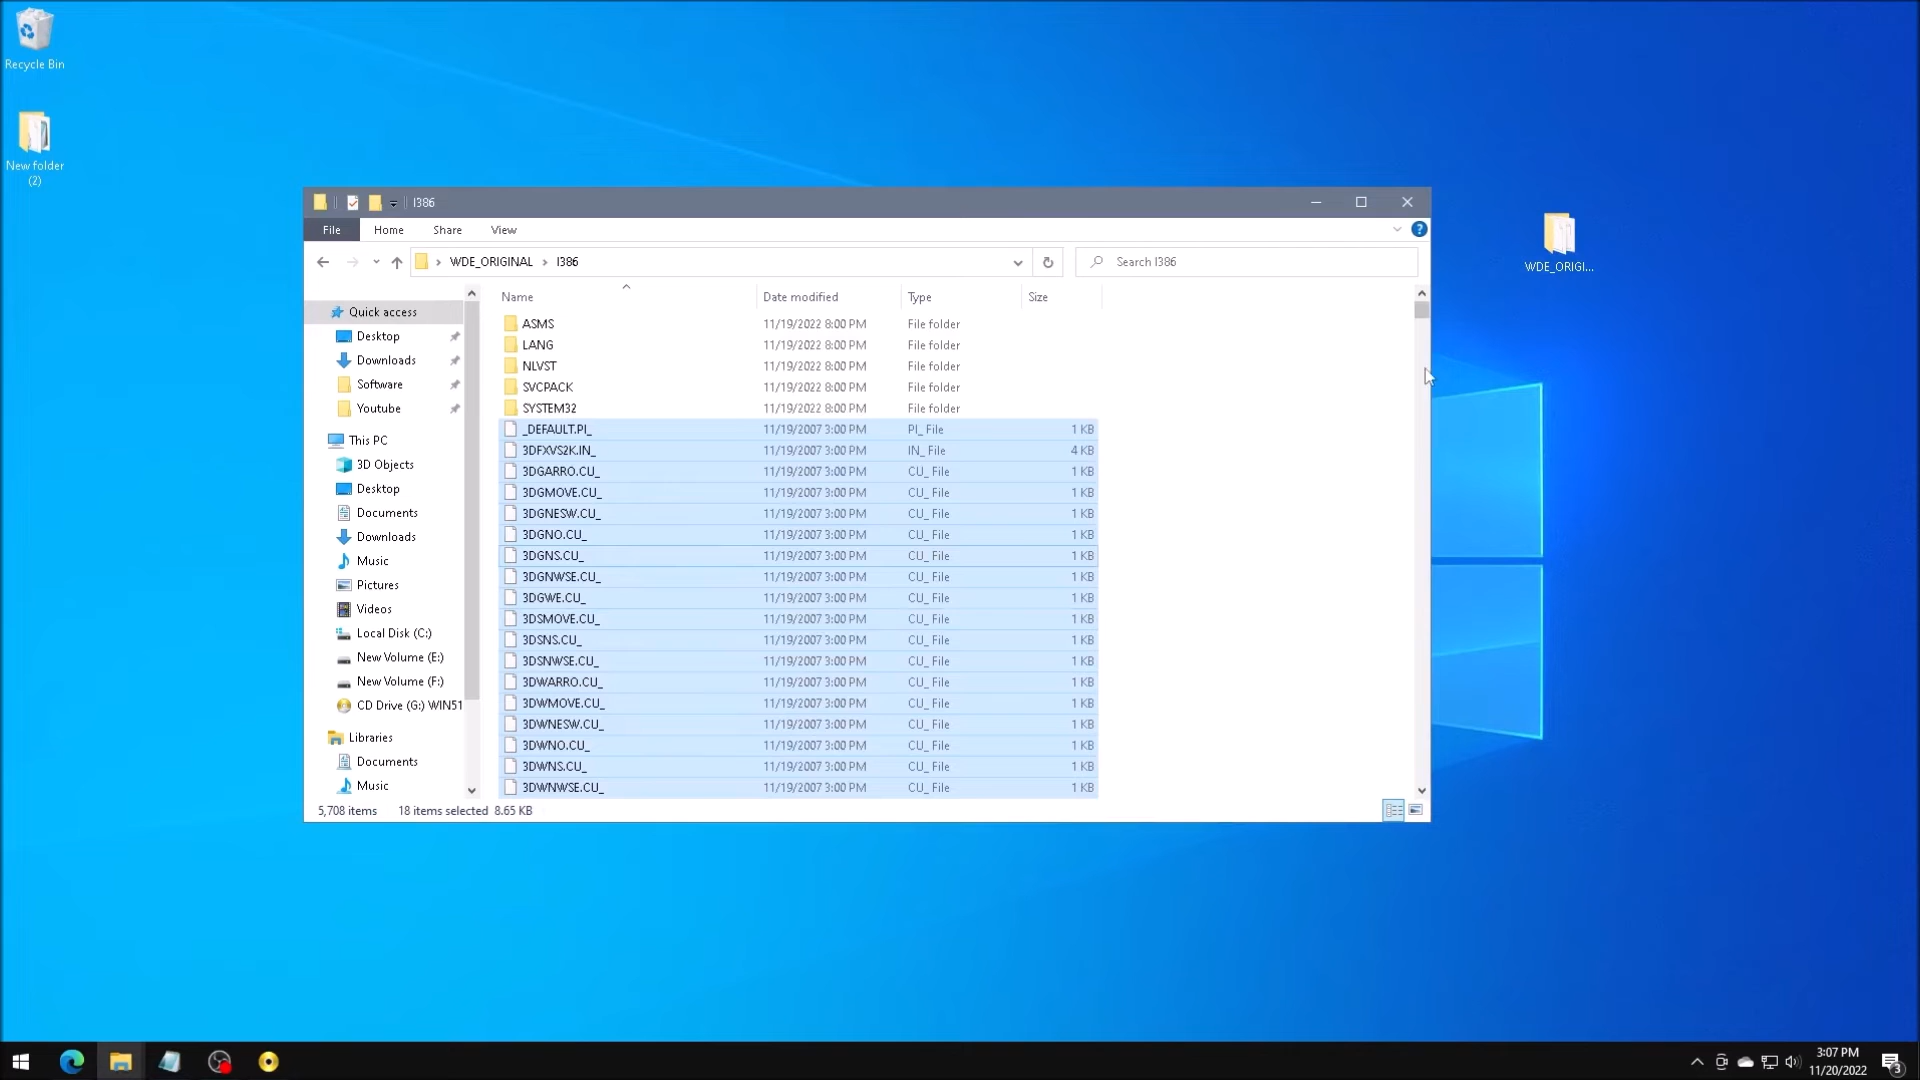 Recycle Bin
New folder
(2)
WDE_ORIGI...
I386
File Home Share View
WDE_ORIGINAL I386
Search I386
Name Date modified Type Size
Quick access
Desktop
Downloads
Software
Youtube
This PC
3D Objects
Desktop
Documents
Downloads
Music
Pictures
Videos
Local Disk (C:)
New Volume (E:)
New Volume (F:)
CD Drive (G:) WIN51
Libraries
Documents
Music
ASMS 11/19/2022 8:00 PM File folder
LANG 11/19/2022 8:00 PM File folder
NLVST 11/19/2022 8:00 PM File folder
SVCPACK 11/19/2022 8:00 PM File folder
SYSTEM32 11/19/2022 8:00 PM File folder
_DEFAULT.PI_ 11/19/2007 3:00 PM PI_ File 1 KB
3DFXVS2K.IN_ 11/19/2007 3:00 PM IN_ File 4 KB
3DGARRO.CU_ 11/19/2007 3:00 PM CU_ File 1 KB
3DGMOVE.CU_ 11/19/2007 3:00 PM CU_ File 1 KB
3DGNESW.CU_ 11/19/2007 3:00 PM CU_ File 1 KB
3DGNO.CU_ 11/19/2007 3:00 PM CU_ File 1 KB
3DGNS.CU_ 11/19/2007 3:00 PM CU_ File 1 KB
3DGNWSE.CU_ 11/19/2007 3:00 PM CU_ File 1 KB
3DGWE.CU_ 11/19/2007 3:00 PM CU_ File 1 KB
3DSMOVE.CU_ 11/19/2007 3:00 PM CU_ File 1 KB
3DSNS.CU_ 11/19/2007 3:00 PM CU_ File 1 KB
3DSNWSE.CU_ 11/19/2007 3:00 PM CU_ File 1 KB
3DWARRO.CU_ 11/19/2007 3:00 PM CU_ File 1 KB
3DWMOVE.CU_ 11/19/2007 3:00 PM CU_ File 1 KB
3DWNESW.CU_ 11/19/2007 3:00 PM CU_ File 1 KB
3DWNO.CU_ 11/19/2007 3:00 PM CU_ File 1 KB
3DWNS.CU_ 11/19/2007 3:00 PM CU_ File 1 KB
3DWNWSE.CU_ 11/19/2007 3:00 PM CU_ File 1 KB
5,708 items 18 items selected 8.65 KB
3:07 PM
11/20/2022
3